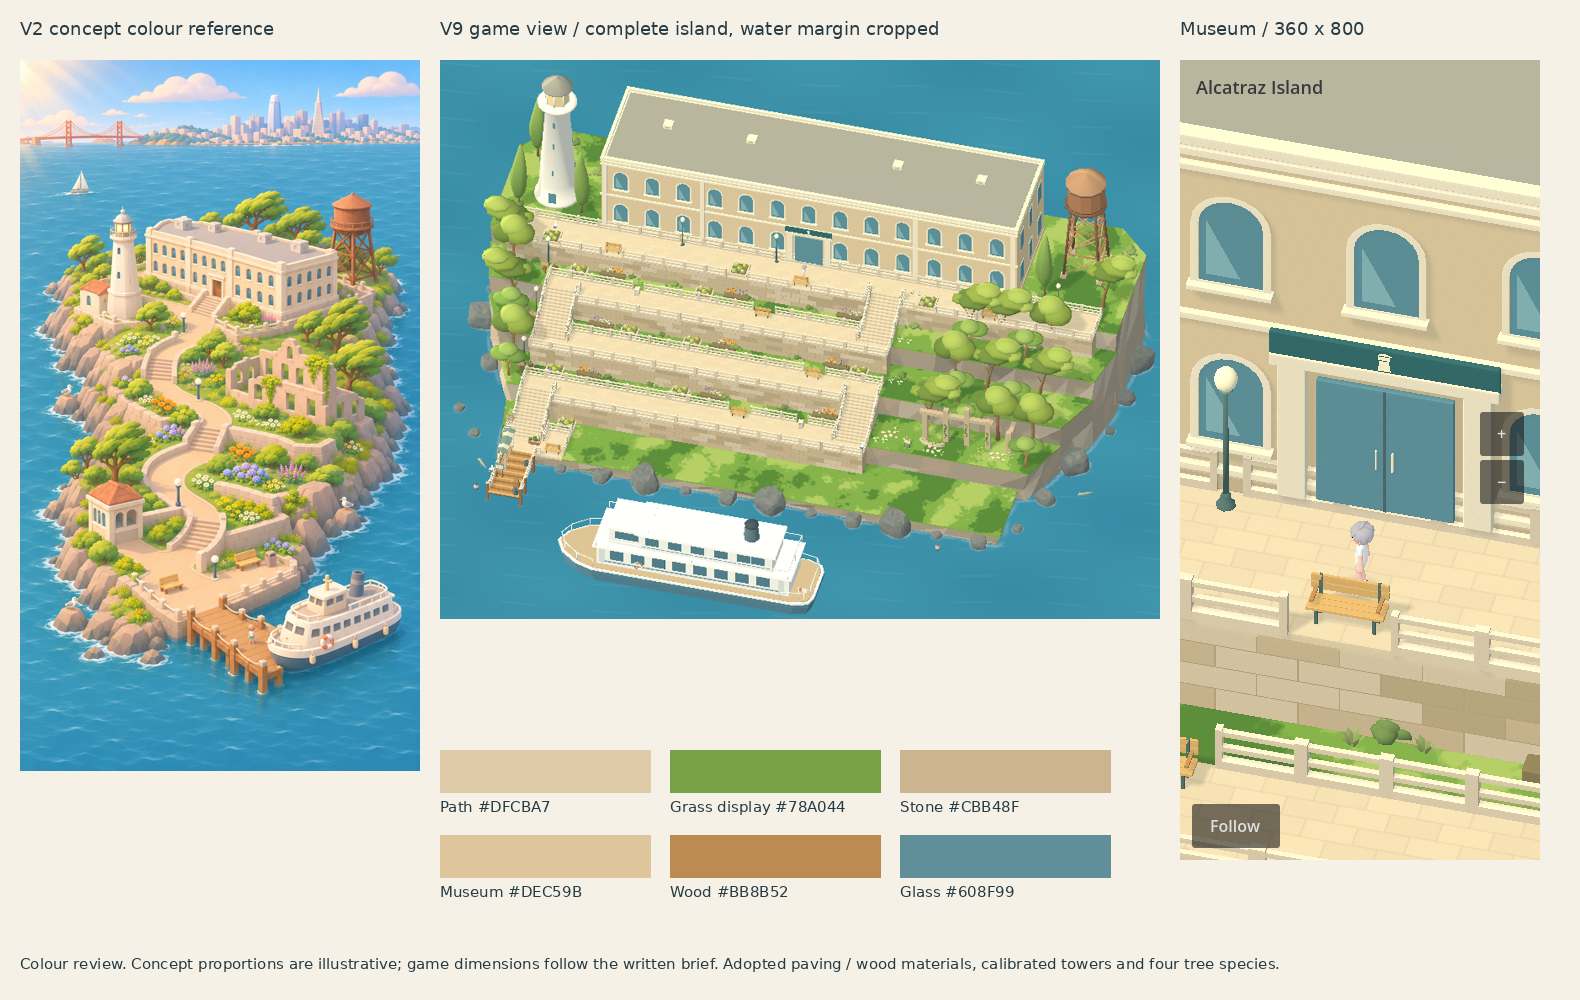 V2 concept colour reference
V9 game view / complete island, water margin cropped
Museum / 360 x 800
Alcatraz Island
+
−
Follow
Path #DFCBA7
Grass display #78A044
Stone #CBB48F
Museum #DEC59B
Wood #BB8B52
Glass #608F99
Colour review. Concept proportions are illustrative; game dimensions follow the written brief. Adopted paving / wood materials, calibrated towers and four tree species.